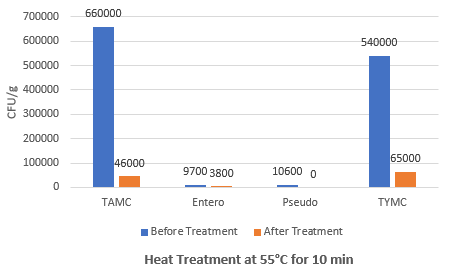 CFU/g
700000
600000
500000
400000
300000
200000
100000
0
660000
46000
9700
3800
10600
0
540000
65000
TAMC
Entero
Pseudo
TYMC
Before Treatment
After Treatment
Heat Treatment at 55°C for 10 min